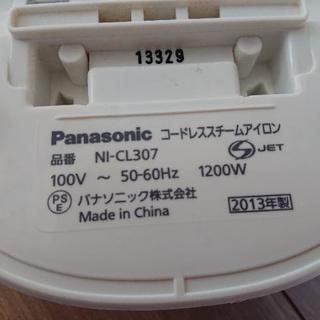 13329
Panasonic コードレススチームアイロン
品番 NI-CL307
S JET
100V ～ 50-60Hz 1200W
PS E パナソニック株式会社
Made in China
2013年製